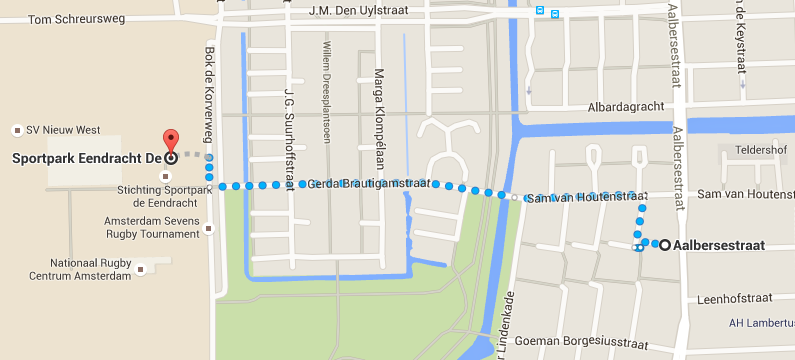 Tom Schreursweg
J.M. Den Uylstraat
n de Keystraat
Bok de Korverweg
Willem Dreesplantsoen
J.G. Suurhoffstraat
Marga Klompélaan
Aalbersestraat
Albardagracht
SV Nieuw West
Sportpark Eendracht De
Aalbersestraat
Teldershof
Stichting Sportpark
de Eendracht
Gerda Brautigamstraat
Sam van Houtenstraat
Sam van Houtens
Amsterdam Sevens
Rugby Tournament
Aalbersestraat
Nationaal Rugby
Centrum Amsterdam
Leenhofstraat
AH Lambertus
r Lindenkade
Goeman Borgesiusstraat